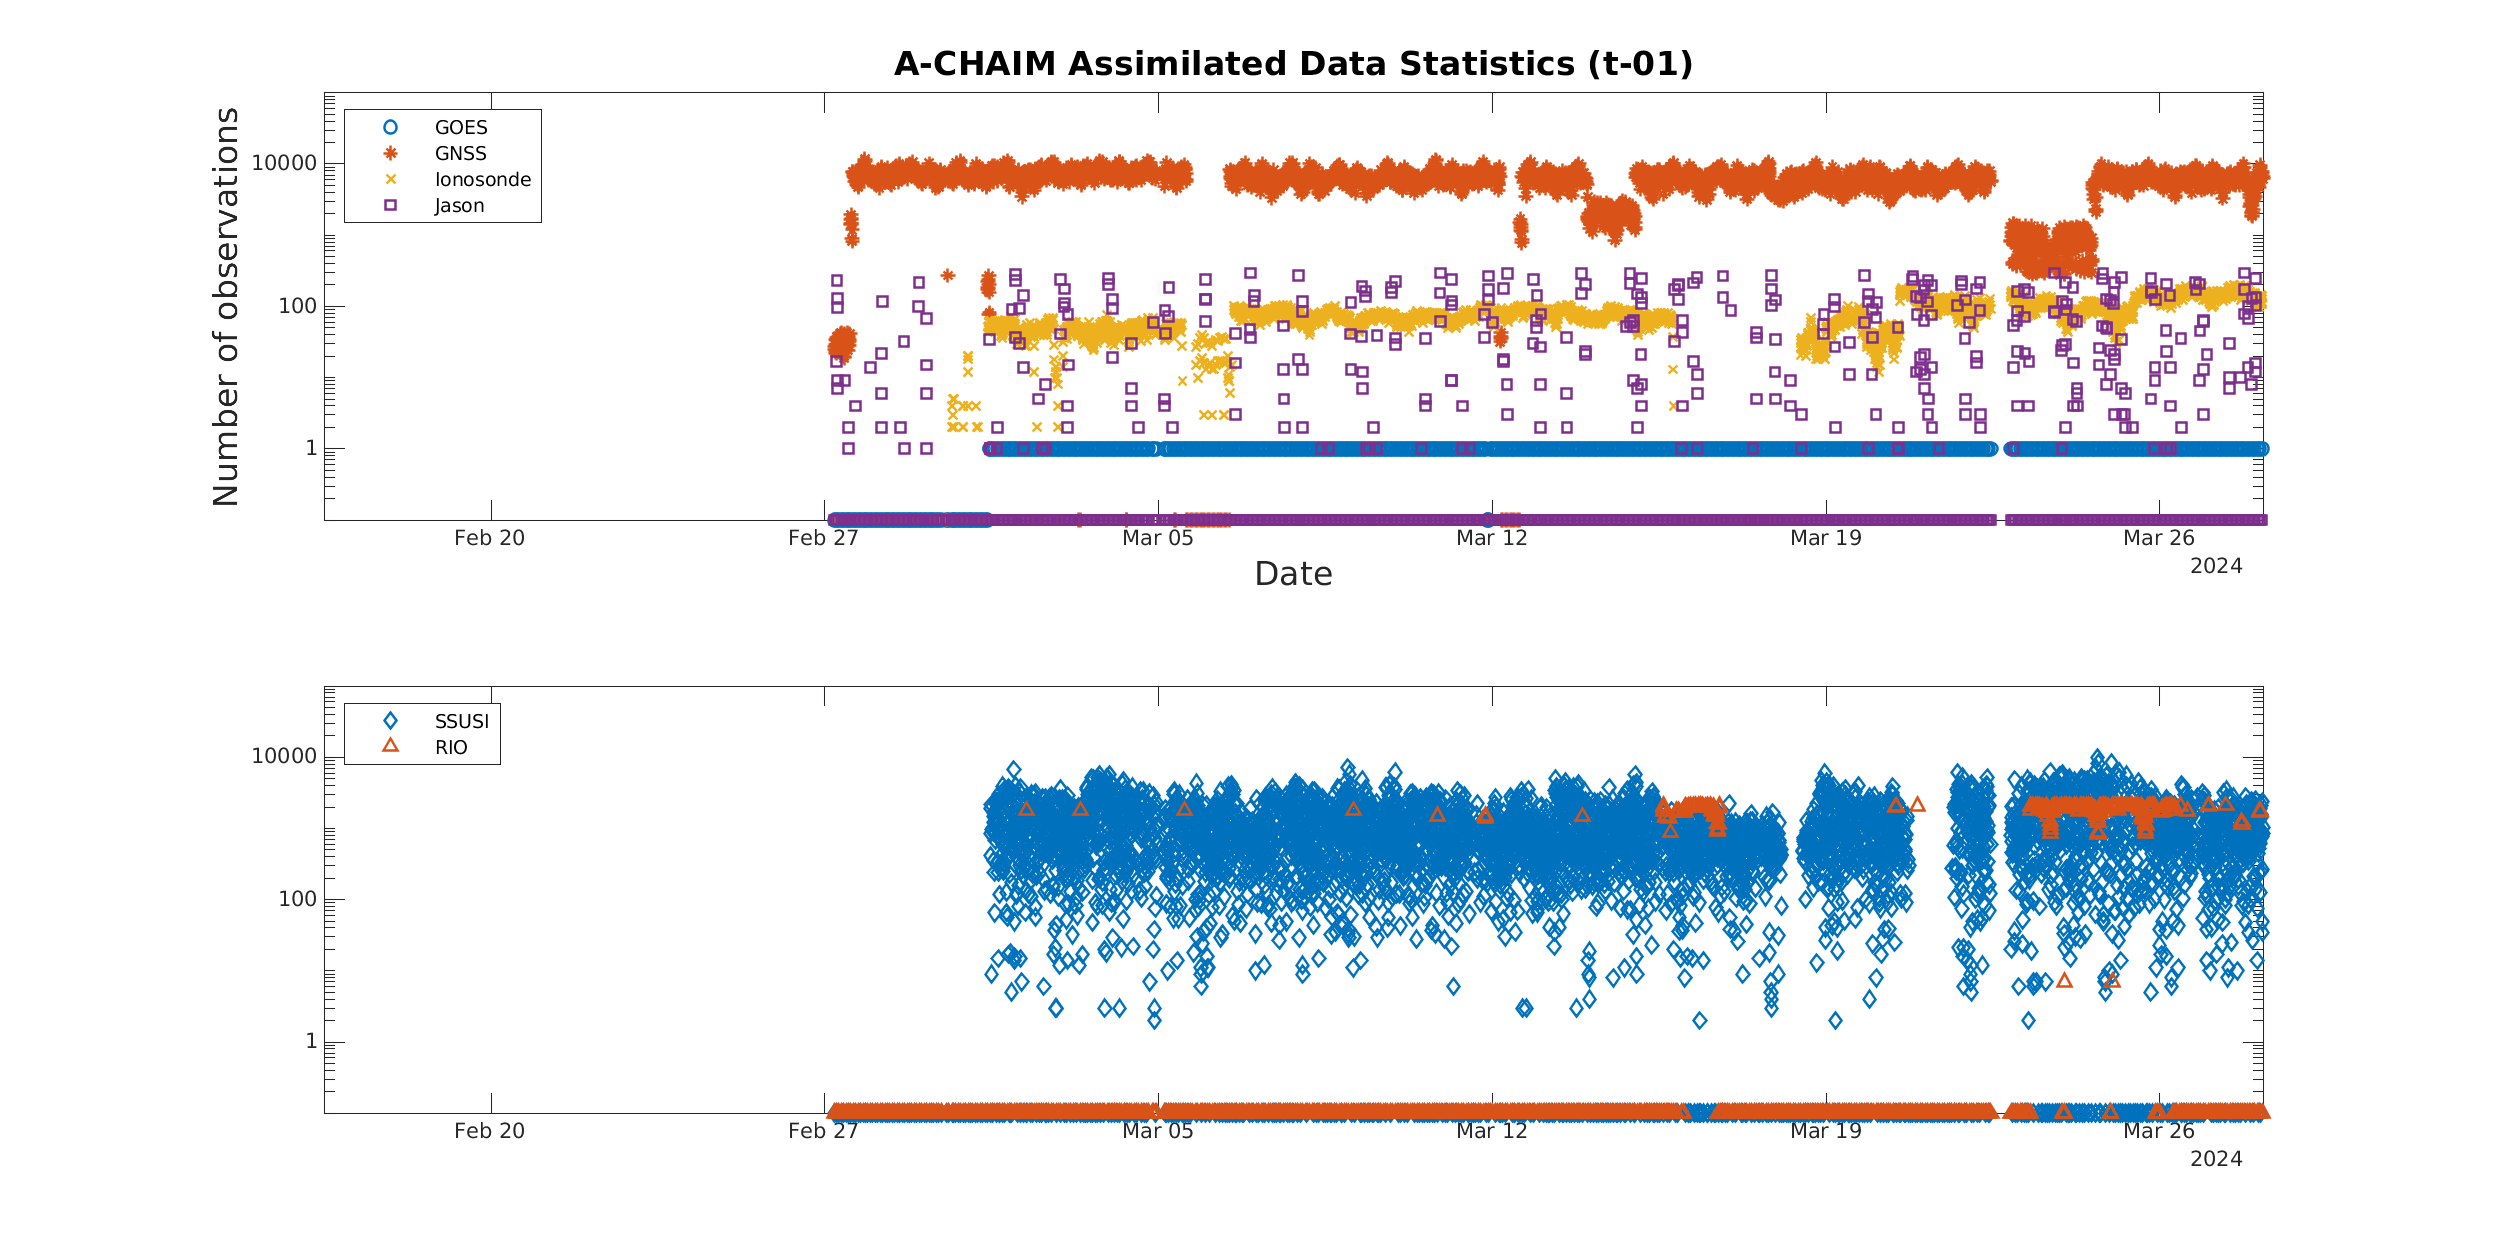 A-CHAIM Assimilated Data Statistics (t-01)
Number of observations
10000
100
1
GOES
GNSS
Ionosonde
Jason
Feb 20
Feb 27
Mar 05
Mar 12
Mar 19
Mar 26
2024
Date
10000
100
1
SSUSI
RIO
Feb 20
Feb 27
Mar 05
Mar 12
Mar 19
Mar 26
2024